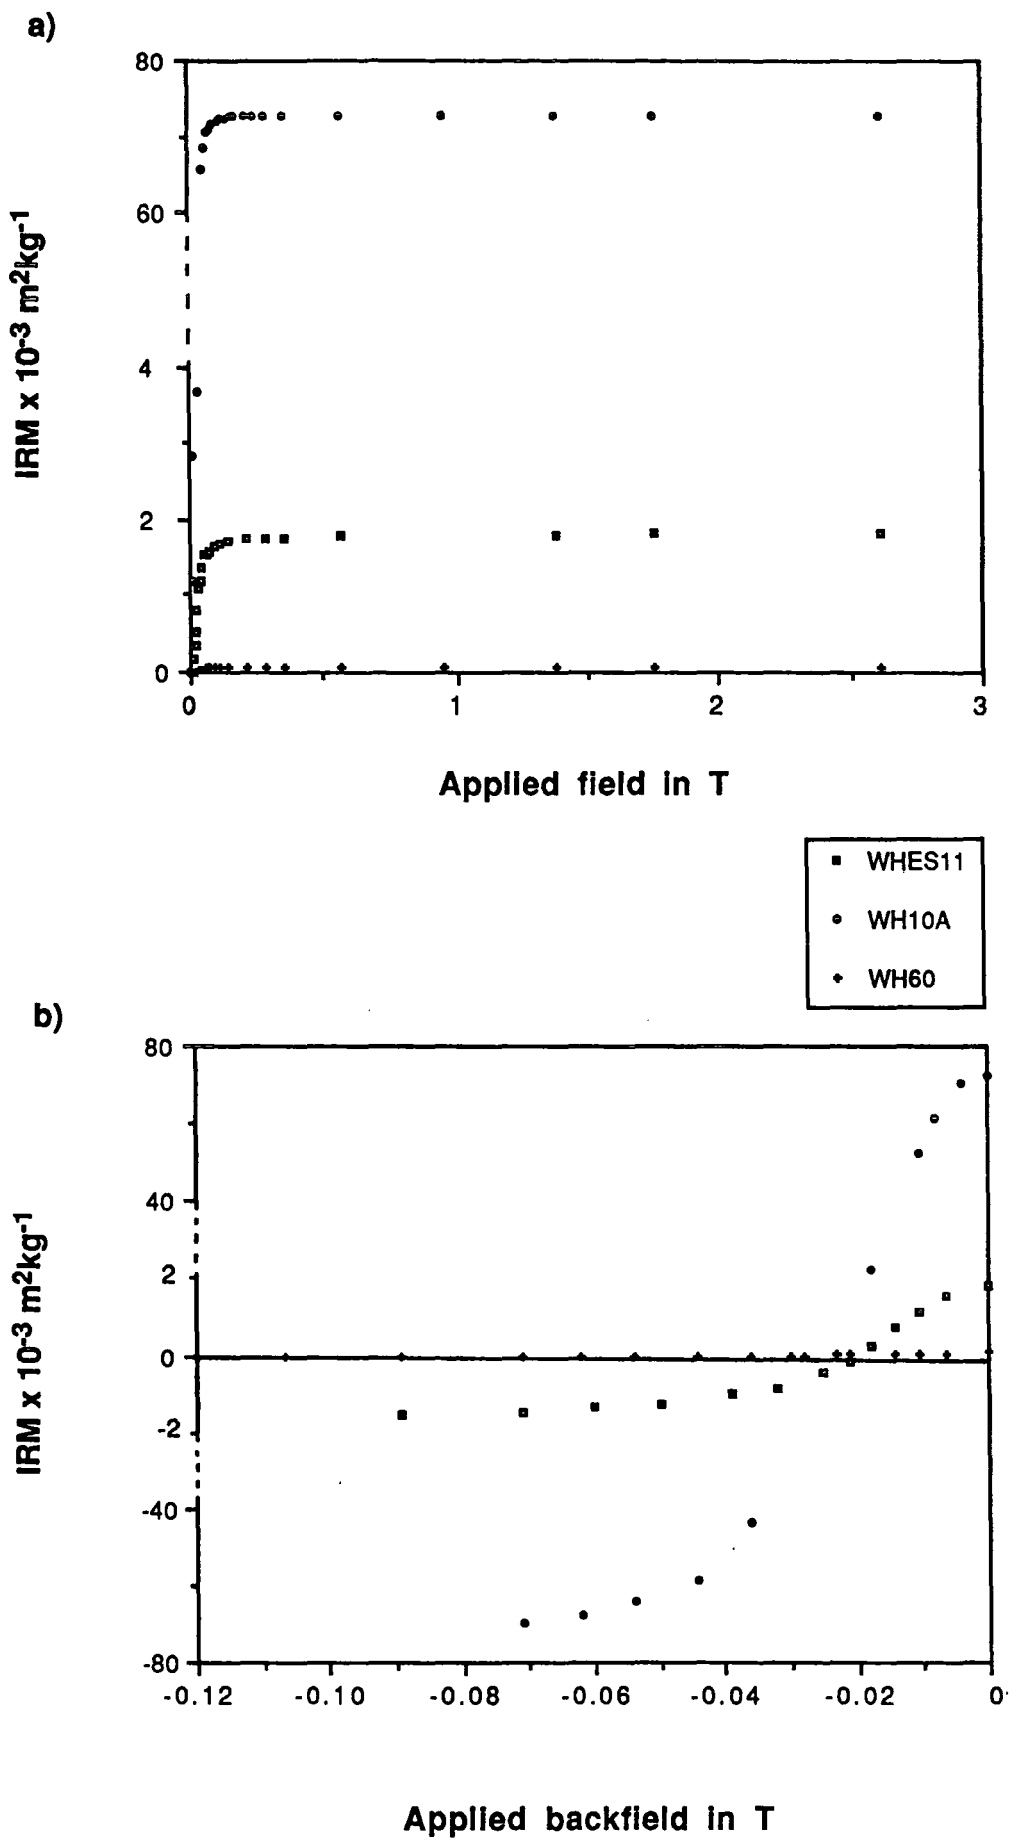 a)
80
60
4
2
0
IRM x 10⁻³ m²kg⁻¹
0 1 2 3
Applied field in T
WHES11
WH10A
WH60
b)
80
40
2
0
-2
-40
-80
IRM x 10⁻³ m²kg⁻¹
-0.12 -0.10 -0.08 -0.06 -0.04 -0.02 0
Applied backfield in T